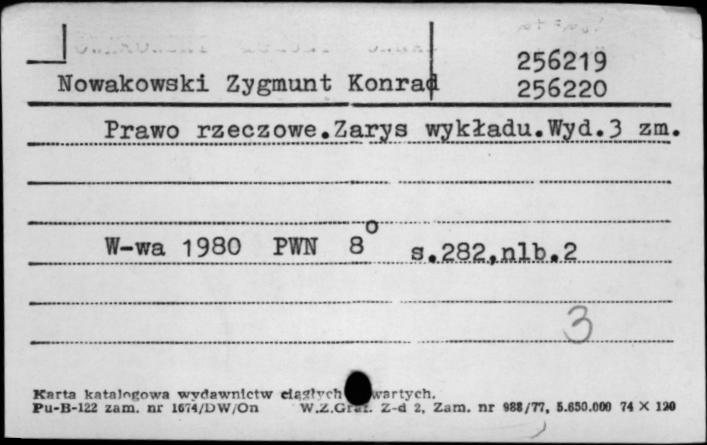 256219
Nowakowski Zygmunt Konrad 256220
Prawo rzeczowe.Zarys wykładu.Wyd.3 zm.
W-wa 1980 PWN 8° s.282,nlb.2
3
Karta katalogowa wydawnictw ciągłych wartych.
Pu-B-122 zam. nr 1674/DW/On W.Z.Graf. Z-d 2, Zam. nr 988/77, 5.650.000 74 X 120